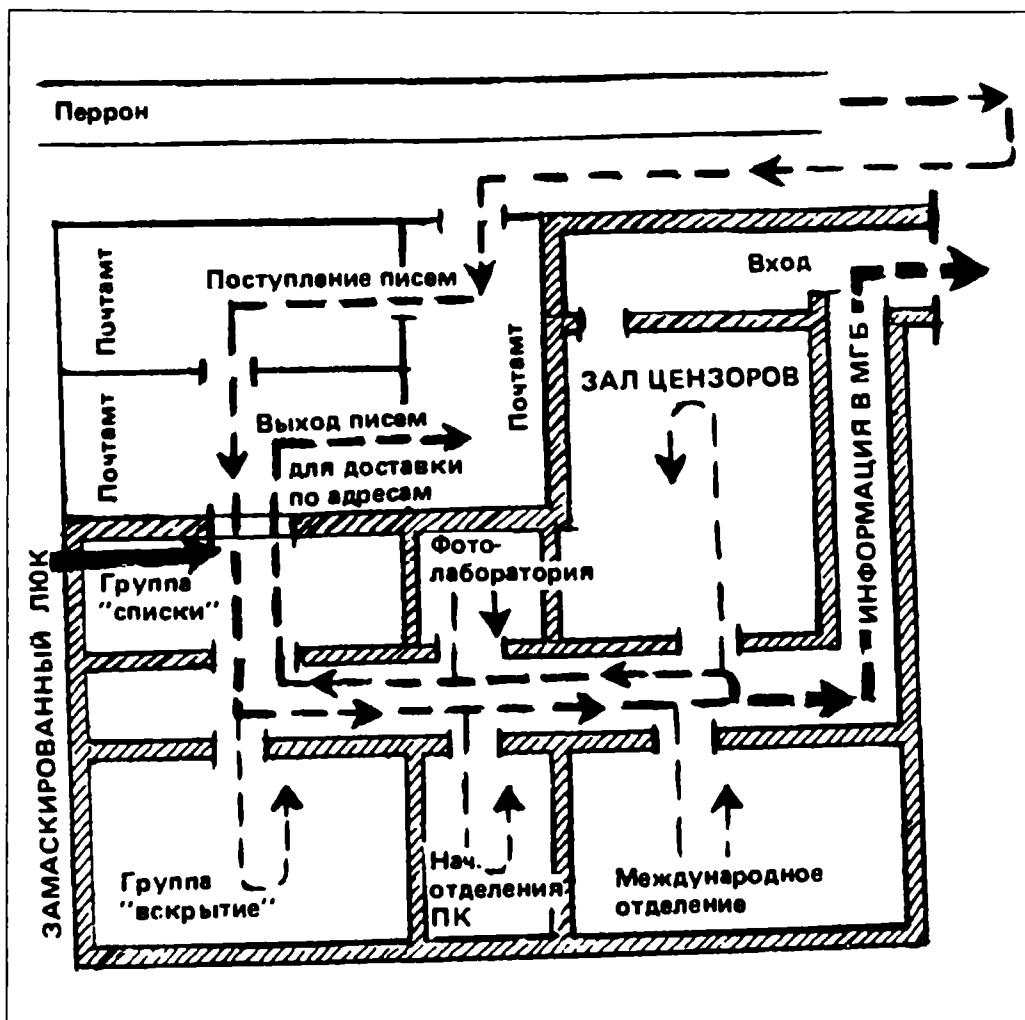 Перрон
Поступление писем
Вход
Почтамт
Почтамт
Почтамт
ЗАЛ ЦЕНЗОРОВ
Выход писем
для доставки
по адресам
ИНФОРМАЦИЯ В МГБ
ЗАМАСКИРОВАННЫЙ ЛЮК
Группа
"списки"
Фото-
лаборатория
Группа
"вскрытие"
Нач.
отделения
ПК
Международное
отделение